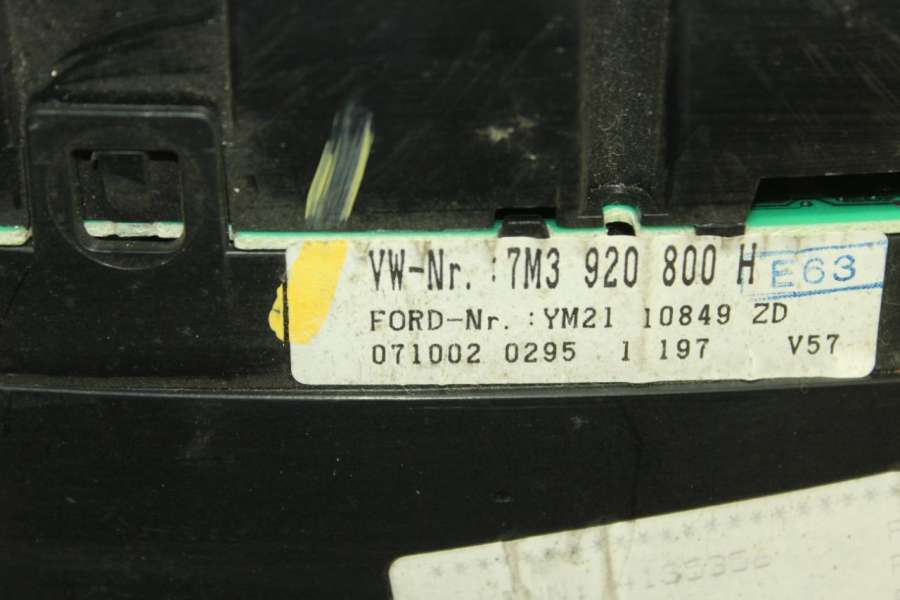 VW-Nr. : 7M3 920 800 H E63
FORD-Nr. : YM21 10849 ZD
071002 0295 1 197 V57